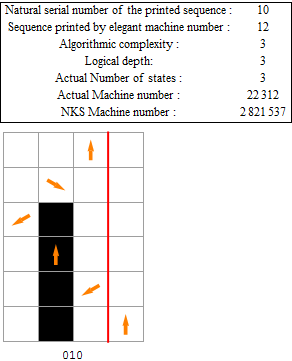 Natural serial number of the printed sequence : 10
Sequence printed by elegant machine number : 12
Algorithmic complexity : 3
Logical depth: 3
Actual Number of states : 3
Actual Machine number : 22 312
NKS Machine number : 2 821 537
010